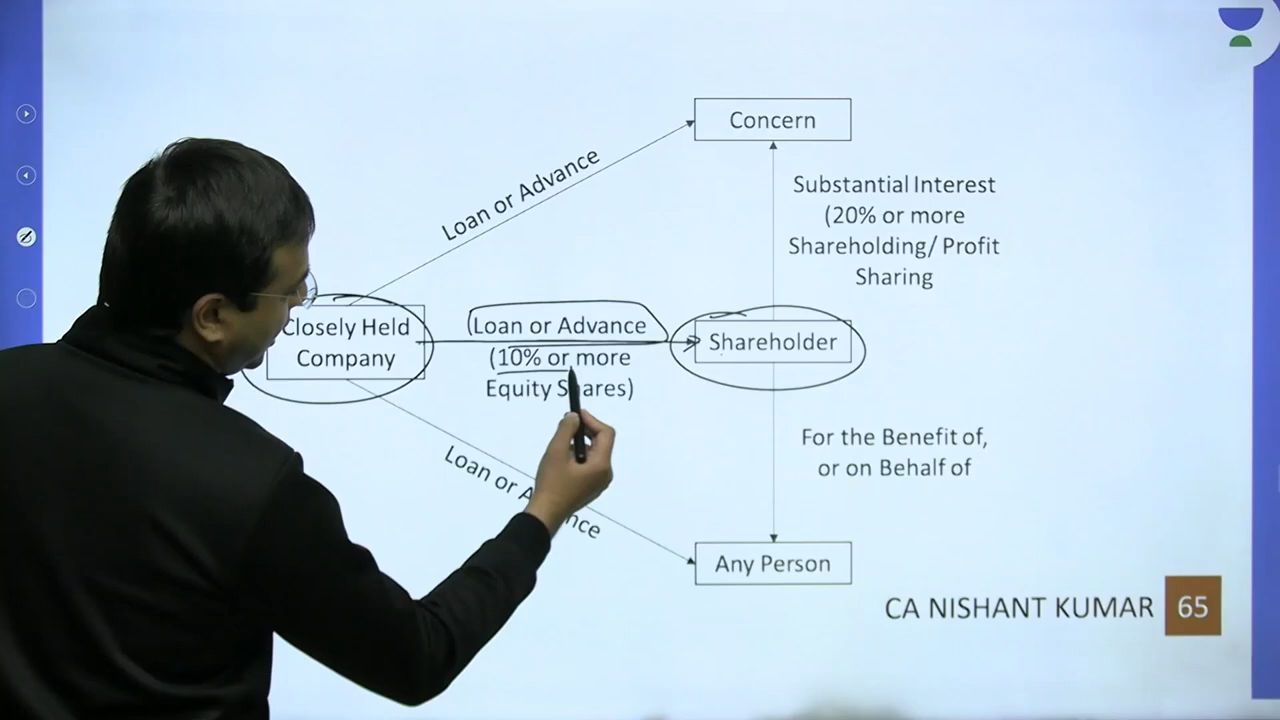 Concern
Loan or Advance
Substantial Interest
(20% or more
Shareholding/ Profit
Sharing
Closely Held
Company
Loan or Advance
(10% or more
Equity Shares)
Shareholder
For the Benefit of,
or on Behalf of
Loan or
Any Person
CA NISHANT KUMAR 65